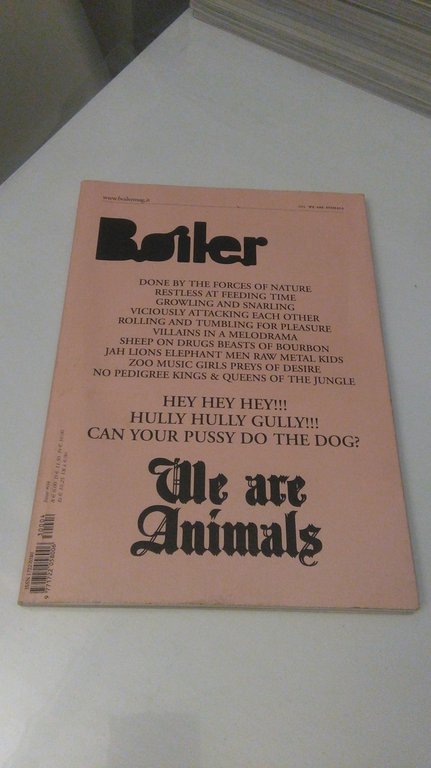 www.boilermag.it
WE ARE ANIMALS
Boiler
DONE BY THE FORCES OF NATURE
RESTLESS AT FEEDING TIME
GROWLING AND SNARLING
VICIOUSLY ATTACKING EACH OTHER
ROLLING AND TUMBLING FOR PLEASURE
VILLAINS IN A MELODRAMA
SHEEP ON DRUGS BEASTS OF BOURBON
JAH LIONS ELEPHANT MEN RAW METAL KIDS
ZOO MUSIC GIRLS PREYS OF DESIRE
NO PEDIGREE KINGS & QUEENS OF THE JUNGLE
HEY HEY HEY!!!
HULLY HULLY GULLY!!!
CAN YOUR PUSSY DO THE DOG?
We are
Animals